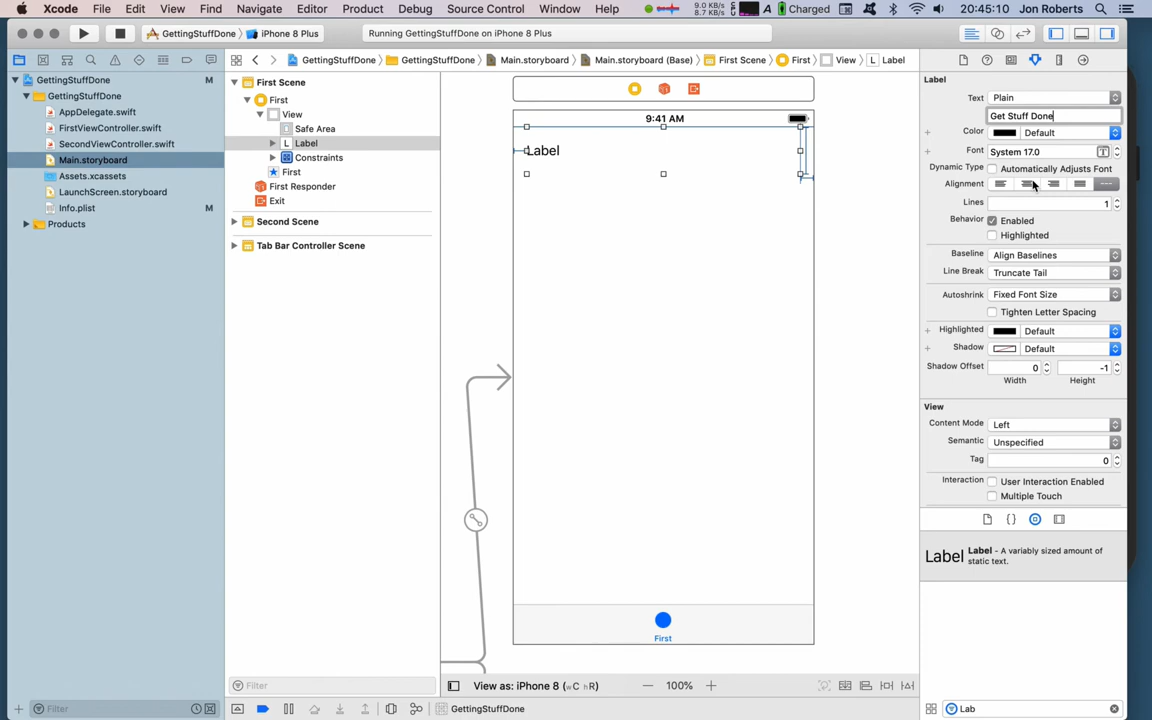 Xcode File Edit View Find Navigate Editor Product Debug Source Control Window Help 9.0 KB/s 8.7 KB/s A Charged 20:45:10 Jon Roberts
GettingStuffDone iPhone 8 Plus Running GettingStuffDone on iPhone 8 Plus
GettingStuffDone GettingStuffDone Main.storyboard Main.storyboard (Base) First Scene First View L Label
GettingStuffDone M
GettingStuffDone
AppDelegate.swift
FirstViewController.swift
SecondViewController.swift
Main.storyboard
Assets.xcassets
LaunchScreen.storyboard
Info.plist M
Products
Filter
First Scene
First
View
Safe Area
L Label
Constraints
First
First Responder
Exit
Second Scene
Tab Bar Controller Scene
Filter
9:41 AM
Label
First
View as: iPhone 8 (wC hR) 100%
GettingStuffDone
Label
Text Plain
Get Stuff Done
Color Default
Font System 17.0 T
Dynamic Type Automatically Adjusts Font
Alignment ---
Lines 1
Behavior Enabled
Highlighted
Baseline Align Baselines
Line Break Truncate Tail
Autoshrink Fixed Font Size
Tighten Letter Spacing
Highlighted Default
Shadow Default
Shadow Offset 0 -1
Width Height
View
Content Mode Left
Semantic Unspecified
Tag 0
Interaction User Interaction Enabled
Multiple Touch
Label Label - A variably sized amount of
static text.
Lab